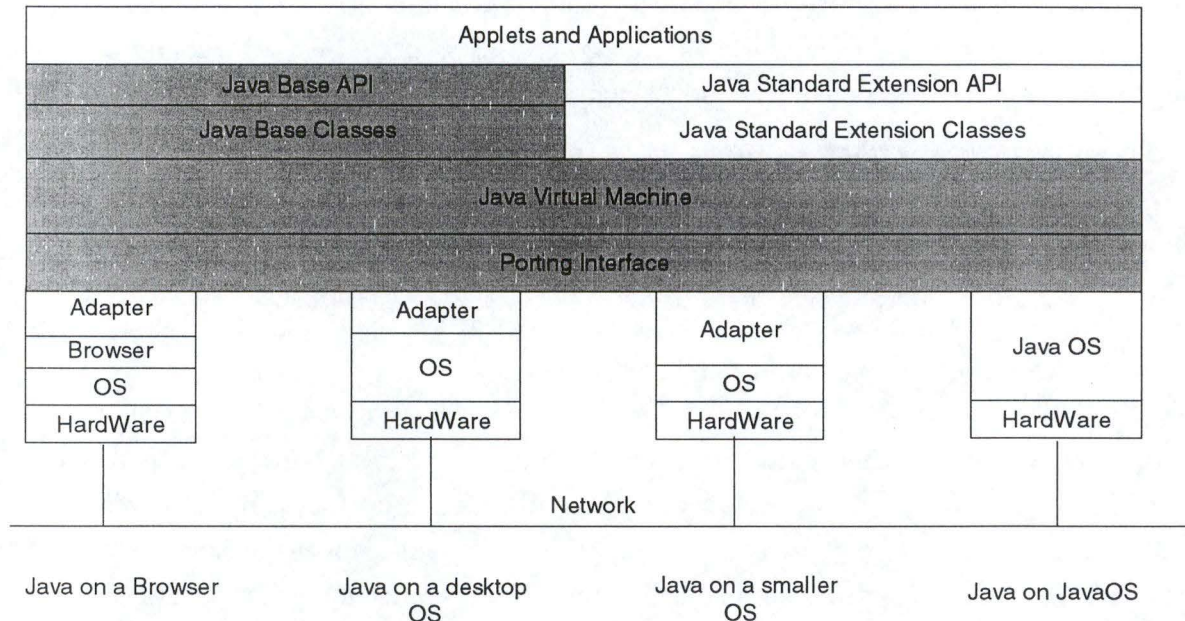 Applets and Applications
Java Base API
Java Standard Extension API
Java Base Classes
Java Standard Extension Classes
Java Virtual Machine
Porting Interface
Adapter
Browser
OS
HardWare
Adapter
OS
HardWare
Adapter
OS
HardWare
Java OS
HardWare
Network
Java on a Browser
Java on a desktop
OS
Java on a smaller
OS
Java on JavaOS